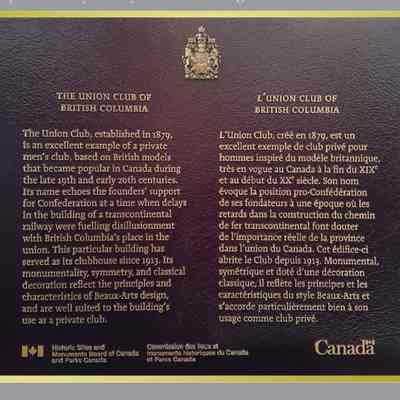 THE UNION CLUB OF
BRITISH COLUMBIA
The Union Club, established in 1879,
is an excellent example of a private
men's club, based on British models
that became popular in Canada during
the late 19th and early 20th centuries.
Its name echoes the founders' support
for Confederation at a time when delays
in the building of a transcontinental
railway were fuelling disillusionment
with British Columbia's place in the
union. This particular building has
served as its clubhouse since 1913. Its
monumentality, symmetry, and classical
decoration reflect the principles and
characteristics of Beaux-Arts design,
and are well suited to the building's
use as a private club.
L'UNION CLUB OF
BRITISH COLUMBIA
L'Union Club, créé en 1879, est un
excellent exemple de club privé pour
hommes inspiré du modèle britannique,
très en vogue au Canada à la fin du XIXe
et au début du XXe siècle. Son nom
évoque la position pro-Confédération
de ses fondateurs à une époque où les
retards dans la construction du chemin
de fer transcontinental font douter
de l'importance réelle de la province
dans l'union du Canada. Cet édifice-ci
abrite le Club depuis 1913. Monumental,
symétrique et doté d'une décoration
classique, il reflète les principes et les
caractéristiques du style Beaux-Arts et
s'accorde particulièrement bien à son
usage comme club privé.
Historic Sites and
Monuments Board of Canada
and Parks Canada
Commission des lieux et
monuments historiques du Canada
et Parcs Canada
Canada